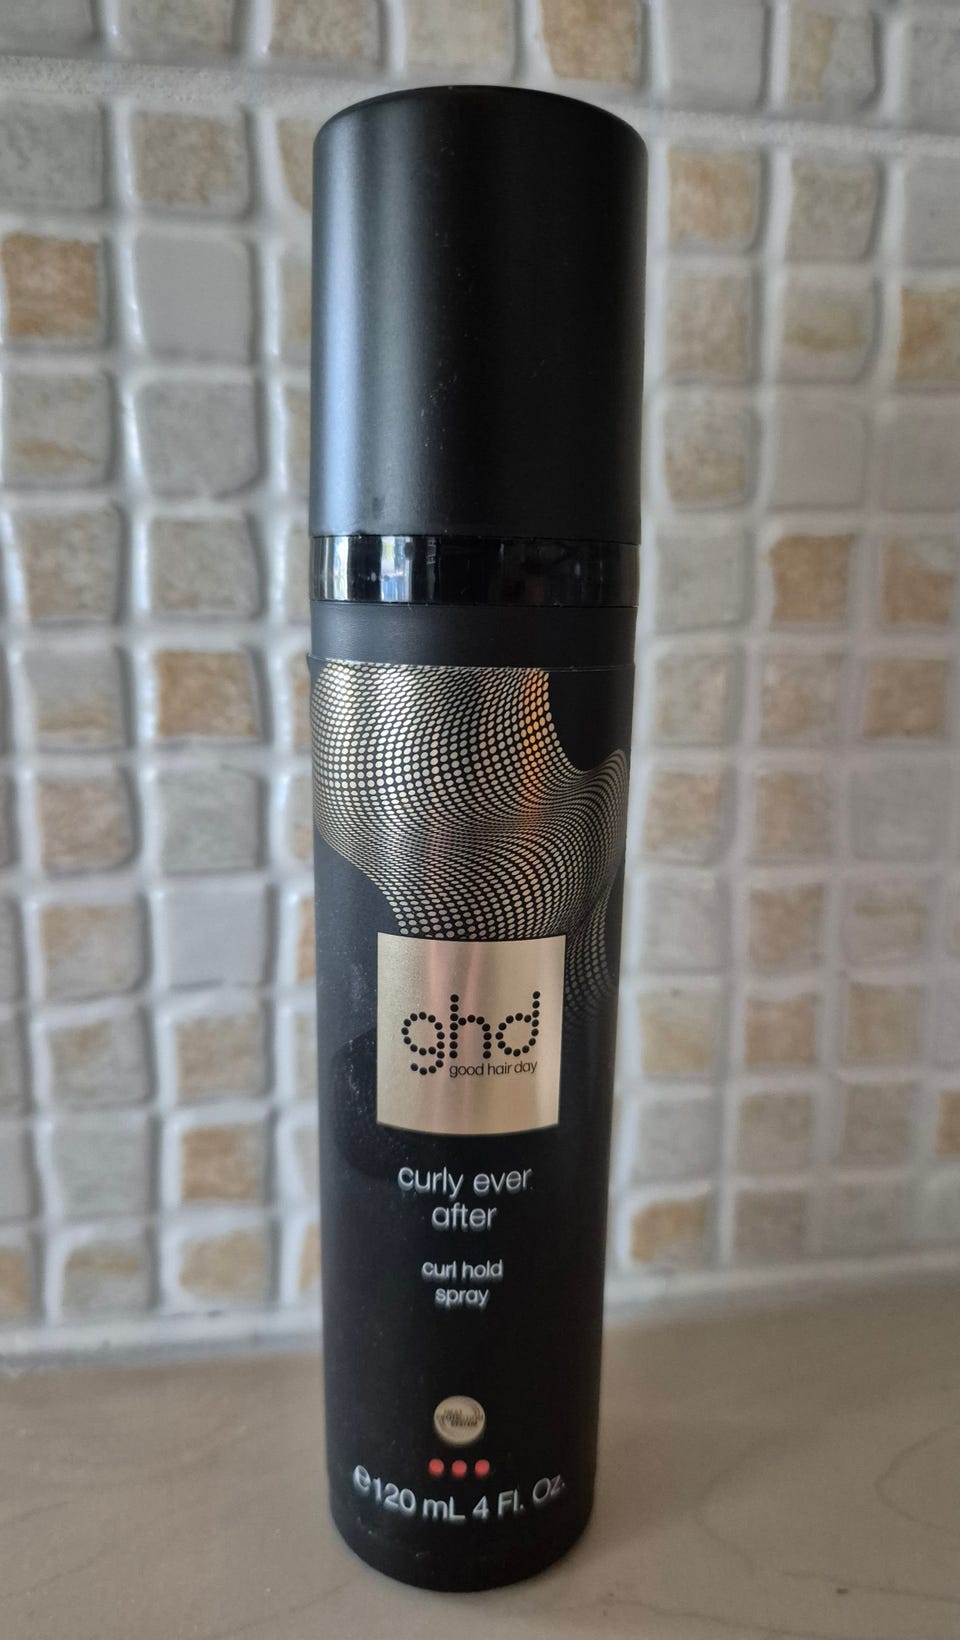 ghd
good hair day
curly ever
after
curl hold
spray
℮120 mL 4 Fl. Oz.